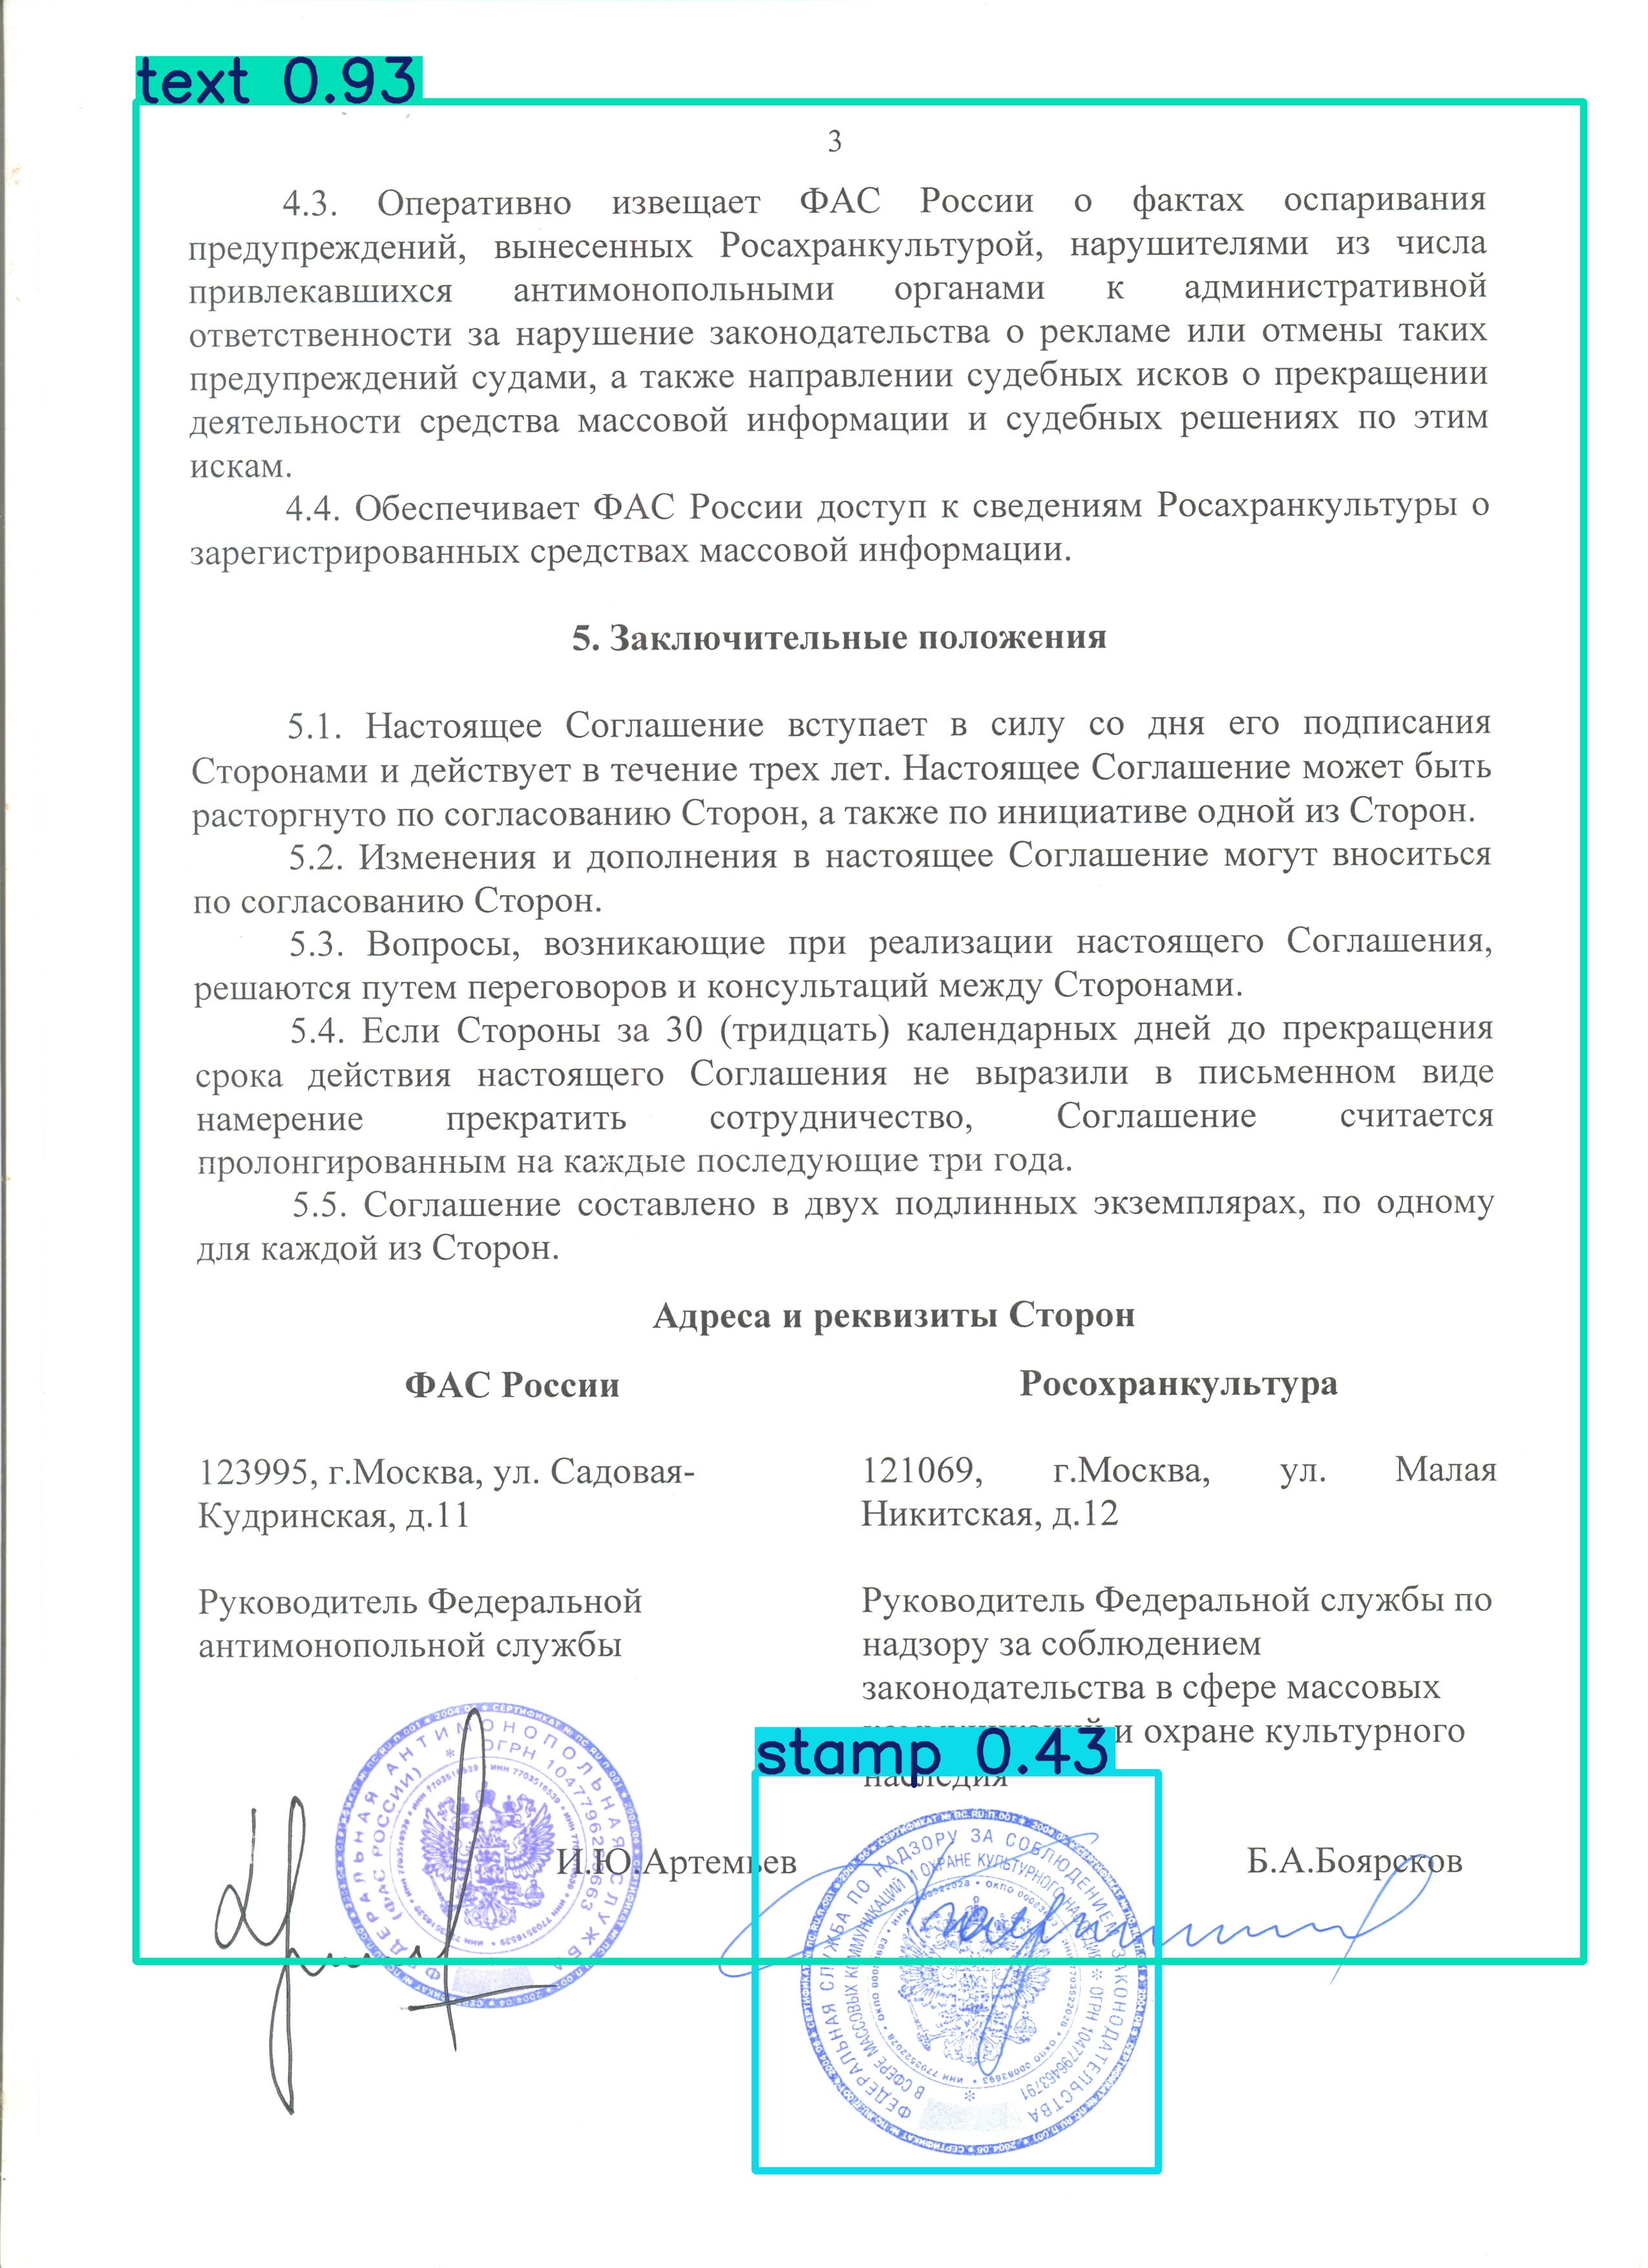 text 0.93
3
4.3. Оперативно извещает ФАС России о фактах оспаривания
предупреждений, вынесенных Росахранкультурой, нарушителями из числа
привлекавшихся антимонопольными органами к административной
ответственности за нарушение законодательства о рекламе или отмены таких
предупреждений судами, а также направлении судебных исков о прекращении
деятельности средства массовой информации и судебных решениях по этим
искам.
4.4. Обеспечивает ФАС России доступ к сведениям Росахранкультуры о
зарегистрированных средствах массовой информации.
5. Заключительные положения
5.1. Настоящее Соглашение вступает в силу со дня его подписания
Сторонами и действует в течение трех лет. Настоящее Соглашение может быть
расторгнуто по согласованию Сторон, а также по инициативе одной из Сторон.
5.2. Изменения и дополнения в настоящее Соглашение могут вноситься
по согласованию Сторон.
5.3. Вопросы, возникающие при реализации настоящего Соглашения,
решаются путем переговоров и консультаций между Сторонами.
5.4. Если Стороны за 30 (тридцать) календарных дней до прекращения
срока действия настоящего Соглашения не выразили в письменном виде
намерение прекратить сотрудничество, Соглашение считается
пролонгированным на каждые последующие три года.
5.5. Соглашение составлено в двух подлинных экземплярах, по одному
для каждой из Сторон.
Адреса и реквизиты Сторон
ФАС России
123995, г.Москва, ул. Садовая-
Кудринская, д.11
Руководитель Федеральной
антимонопольной службы
И.Ю.Артемьев
ФЕДЕРАЛЬНАЯ АНТИМОНОПОЛЬНАЯ СЛУЖБА
(ФАС РОССИИ)
ИНН 7703516539
Росохранкультура
121069, г.Москва, ул. Малая
Никитская, д.12
Руководитель Федеральной службы по
надзору за соблюдением
законодательства в сфере массовых
и охране культурного
наследия
stamp 0.43
Б.А.Боярсков
ФЕДЕРАЛЬНАЯ СЛУЖБА ПО НАДЗОРУ ЗА СОБЛЮДЕНИЕМ ЗАКОНОДАТЕЛЬСТВА
В СФЕРЕ МАССОВЫХ КОММУНИКАЦИЙ И ОХРАНЕ КУЛЬТУРНОГО НАСЛЕДИЯ * ОГРН 1047796463791
ИНН 7703522028